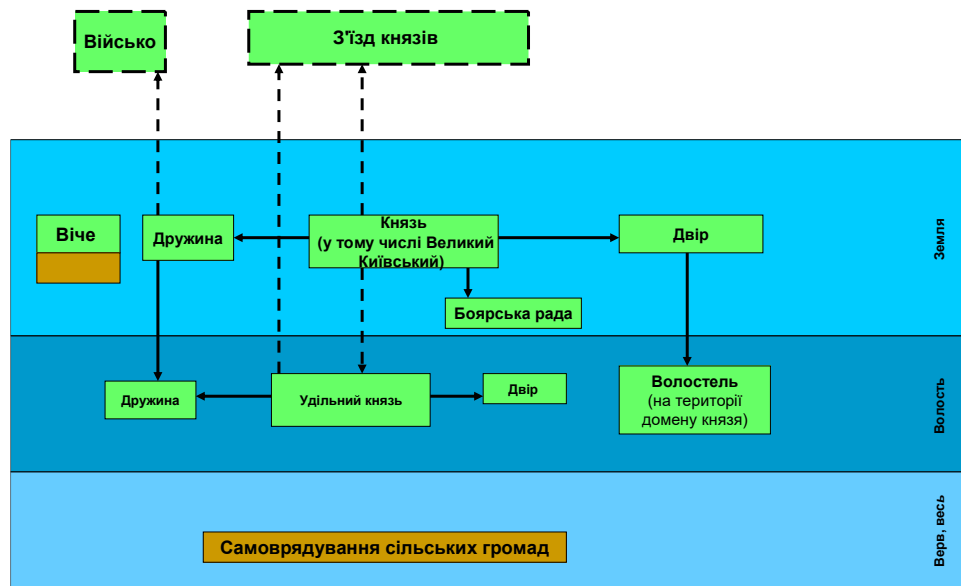 Військо
З'їзд князів
Віче
Дружина
Князь
(у тому числі Великий
Київський)
Двір
Боярська рада
Земля
Дружина
Удільний князь
Двір
Волостель
(на території
домену князя)
Волость
Самоврядування сільських громад
Верв, весь